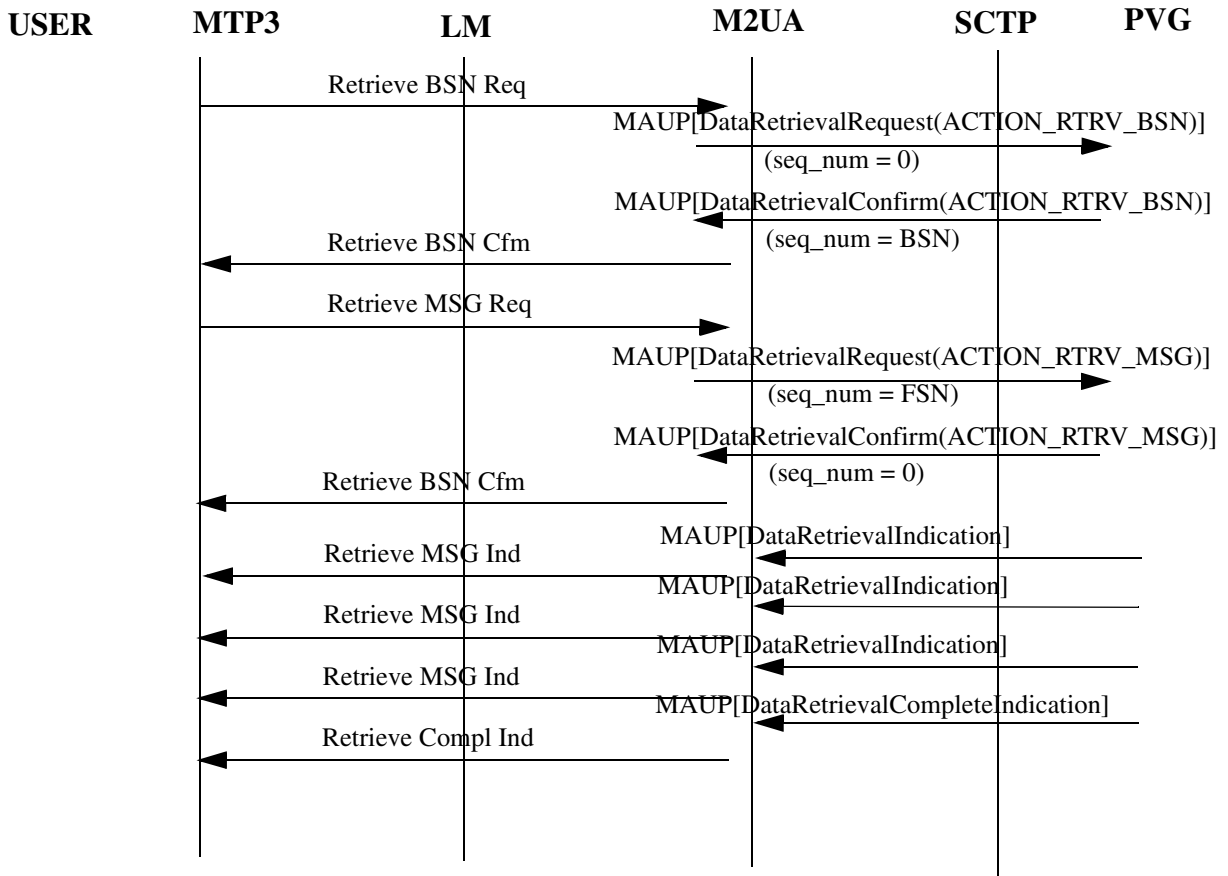 USER MTP3 LM M2UA SCTP PVG
Retrieve BSN Req
MAUP[DataRetrievalRequest(ACTION_RTRV_BSN)]
(seq_num = 0)
MAUP[DataRetrievalConfirm(ACTION_RTRV_BSN)]
Retrieve BSN Cfm
(seq_num = BSN)
Retrieve MSG Req
MAUP[DataRetrievalRequest(ACTION_RTRV_MSG)]
(seq_num = FSN)
MAUP[DataRetrievalConfirm(ACTION_RTRV_MSG)]
(seq_num = 0)
Retrieve BSN Cfm
MAUP[DataRetrievalIndication]
Retrieve MSG Ind
MAUP[DataRetrievalIndication]
Retrieve MSG Ind
MAUP[DataRetrievalIndication]
Retrieve MSG Ind
MAUP[DataRetrievalCompleteIndication]
Retrieve Compl Ind